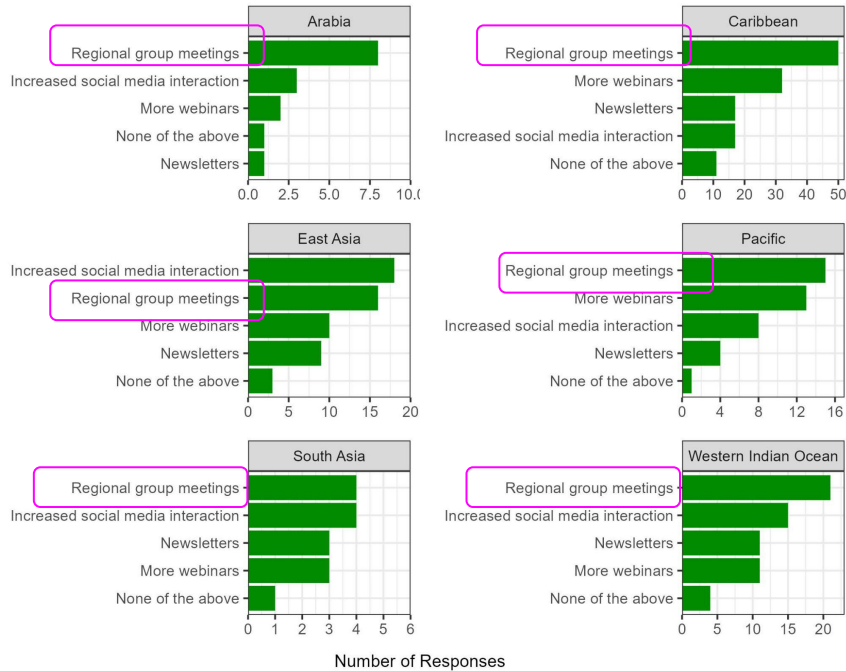 Arabia
Regional group meetings
Increased social media interaction
More webinars
None of the above
Newsletters
0.0 2.5 5.0 7.5 10.0
Caribbean
Regional group meetings
More webinars
Newsletters
Increased social media interaction
None of the above
0 10 20 30 40 50
East Asia
Increased social media interaction
Regional group meetings
More webinars
Newsletters
None of the above
5 10 15 20
Pacific
Regional group meetings
More webinars
Increased social media interaction
Newsletters
None of the above
0 4 8 12 16
South Asia
Regional group meetings
Increased social media interaction
Newsletters
More webinars
None of the above
0 1 2 3 4 5 6
Western Indian Ocean
Regional group meetings
Increased social media interaction
Newsletters
More webinars
None of the above
0 5 10 15 20
Number of Responses